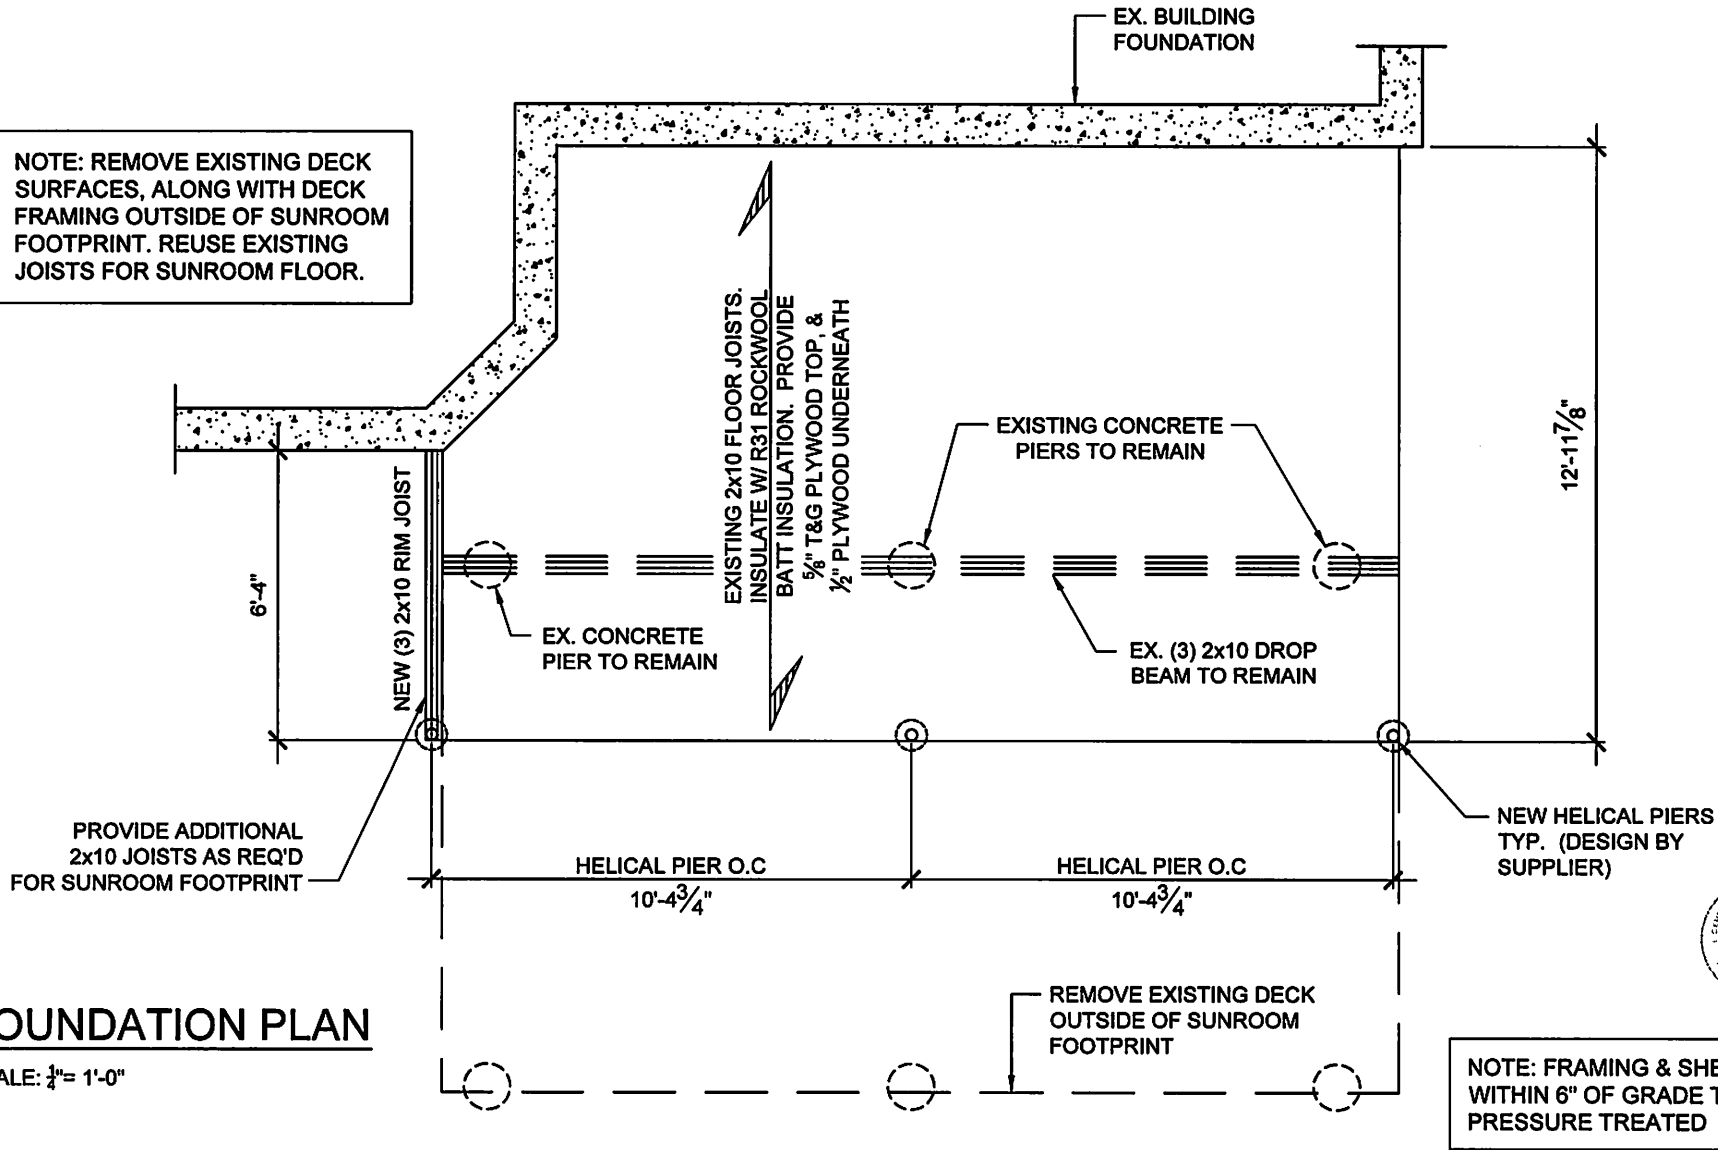 EX. BUILDING
FOUNDATION
NOTE: REMOVE EXISTING DECK
SURFACES, ALONG WITH DECK
FRAMING OUTSIDE OF SUNROOM
FOOTPRINT. REUSE EXISTING
JOISTS FOR SUNROOM FLOOR.
EXISTING 2x10 FLOOR JOISTS.
INSULATE W/ R31 ROCKWOOL
BATT INSULATION. PROVIDE
5/8" T&G PLYWOOD TOP, &
1/2" PLYWOOD UNDERNEATH
EXISTING CONCRETE
PIERS TO REMAIN
12'-11 7/8"
NEW (3) 2x10 RIM JOIST
6'-4"
EX. CONCRETE
PIER TO REMAIN
EX. (3) 2x10 DROP
BEAM TO REMAIN
PROVIDE ADDITIONAL
2x10 JOISTS AS REQ'D
FOR SUNROOM FOOTPRINT
HELICAL PIER O.C
10'-4 3/4"
HELICAL PIER O.C
10'-4 3/4"
NEW HELICAL PIERS
TYP. (DESIGN BY
SUPPLIER)
REMOVE EXISTING DECK
OUTSIDE OF SUNROOM
FOOTPRINT
OUNDATION PLAN
ALE: 1/4"= 1'-0"
NOTE: FRAMING & SHE
WITHIN 6" OF GRADE T
PRESSURE TREATED